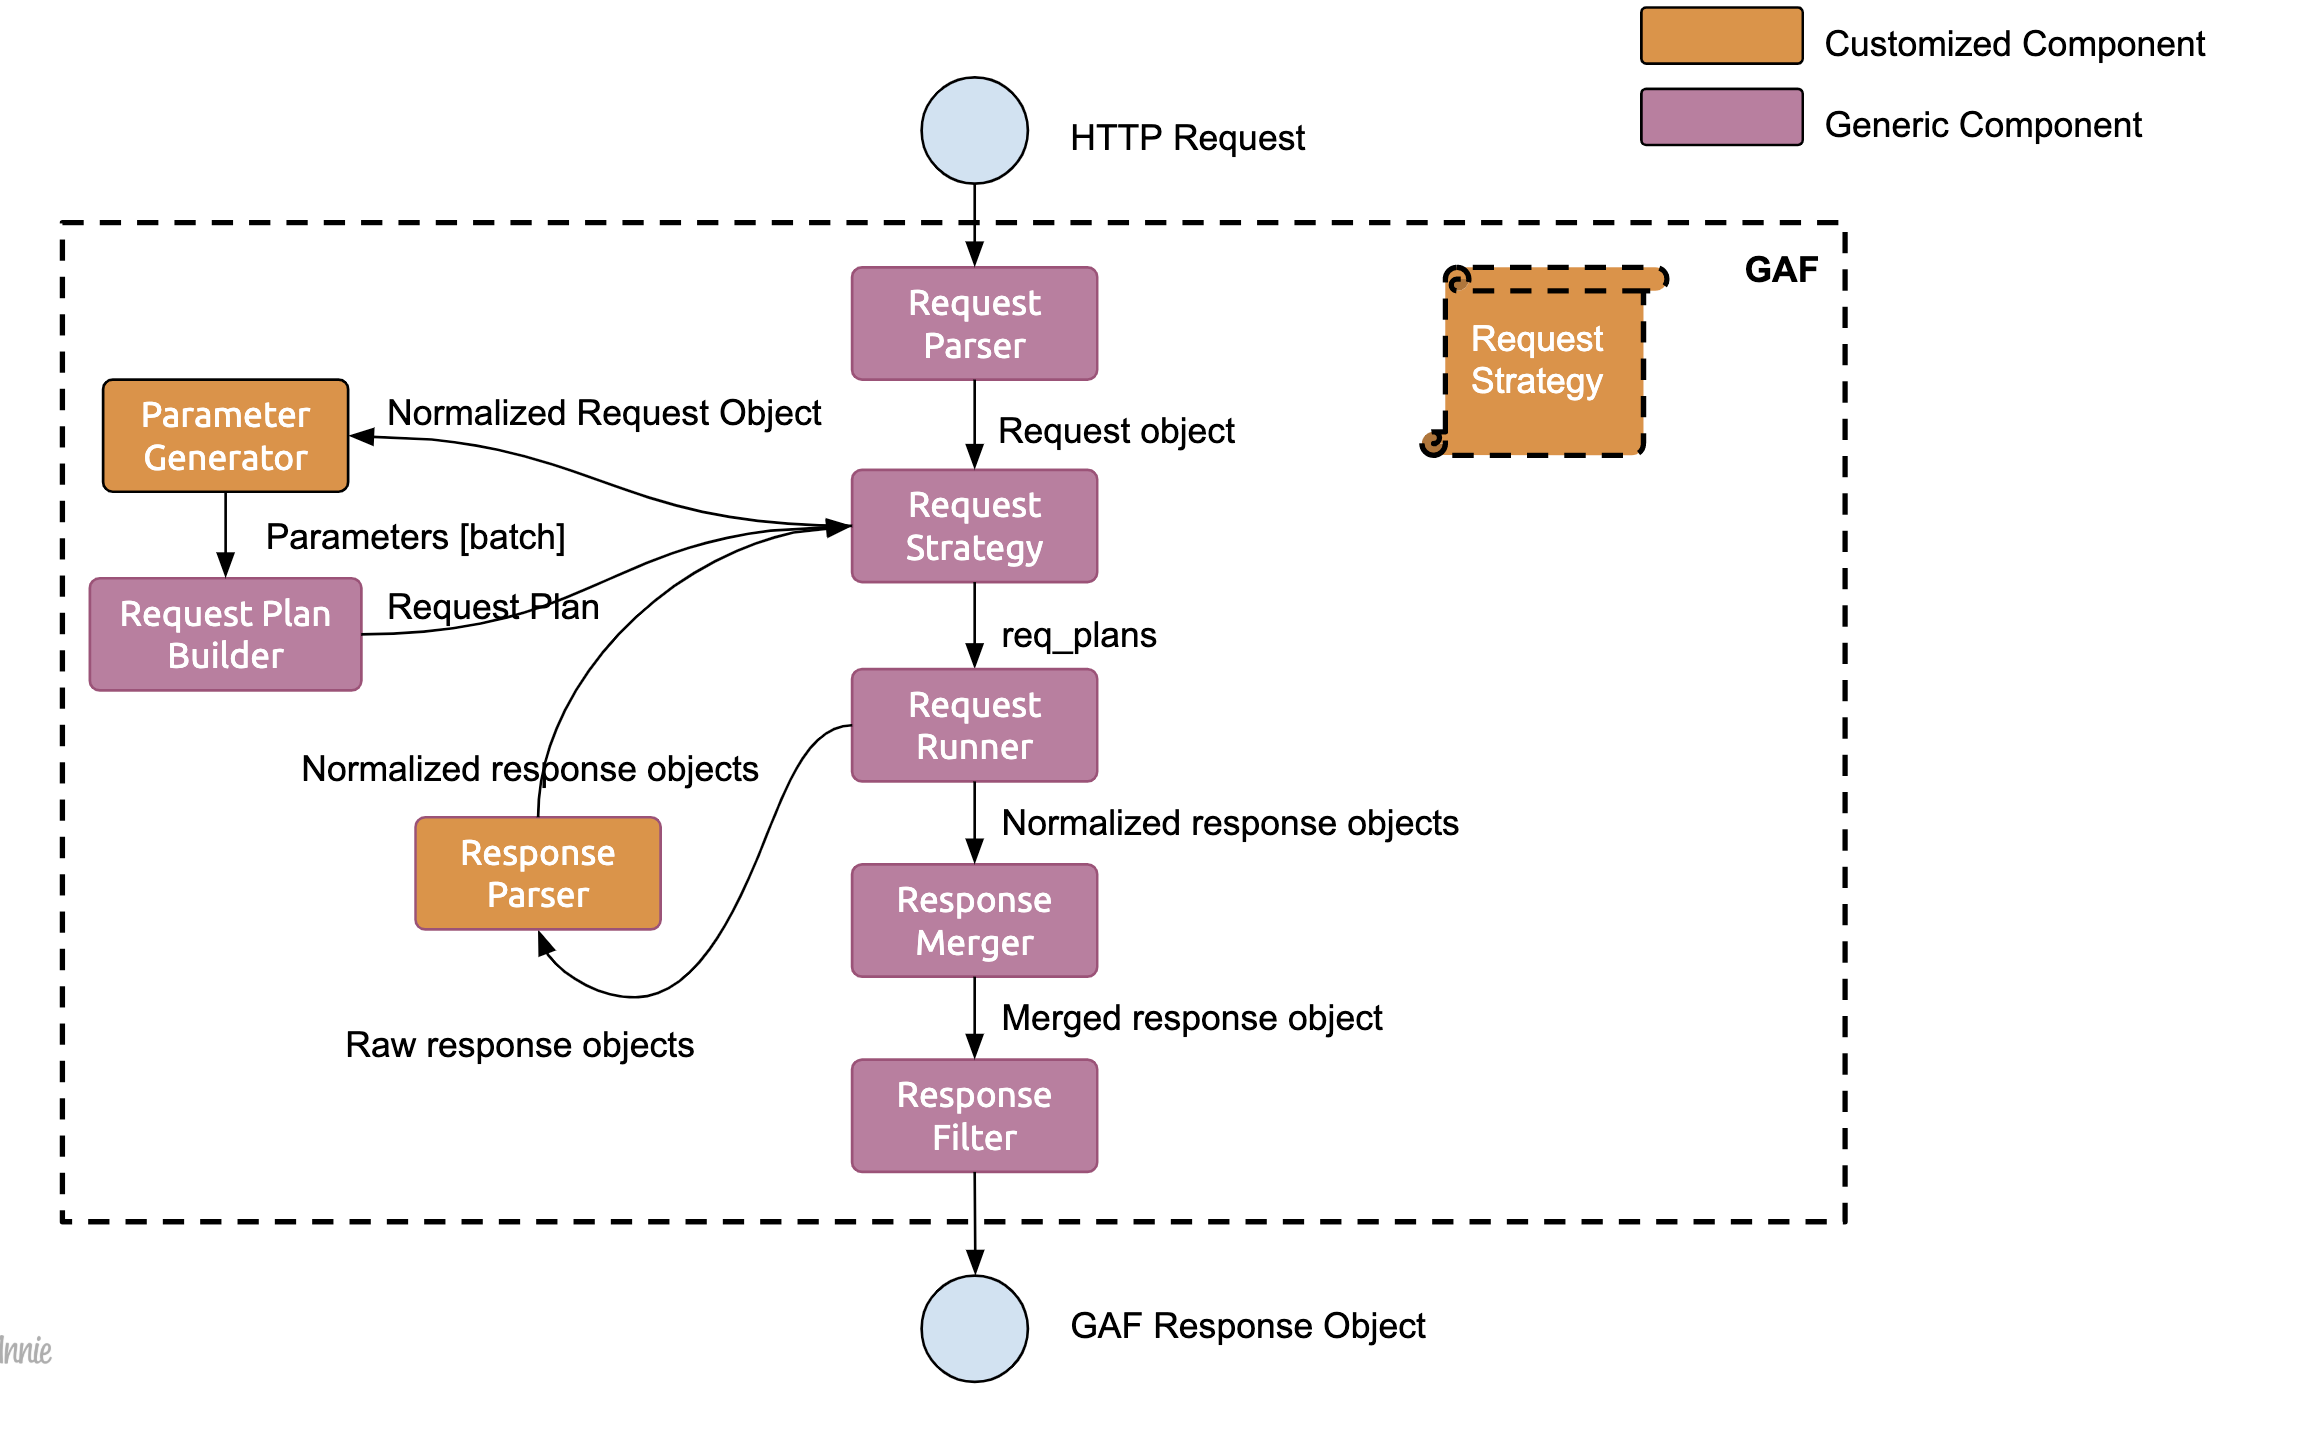 Customized Component
Generic Component
HTTP Request
GAF
Request
Parser
Request
Strategy
Parameter
Generator
Normalized Request Object
Request object
Request
Strategy
Parameters [batch]
Request Plan
Builder
Request Plan
req_plans
Request
Runner
Normalized response objects
Normalized response objects
Response
Parser
Response
Merger
Raw response objects
Merged response object
Response
Filter
GAF Response Object